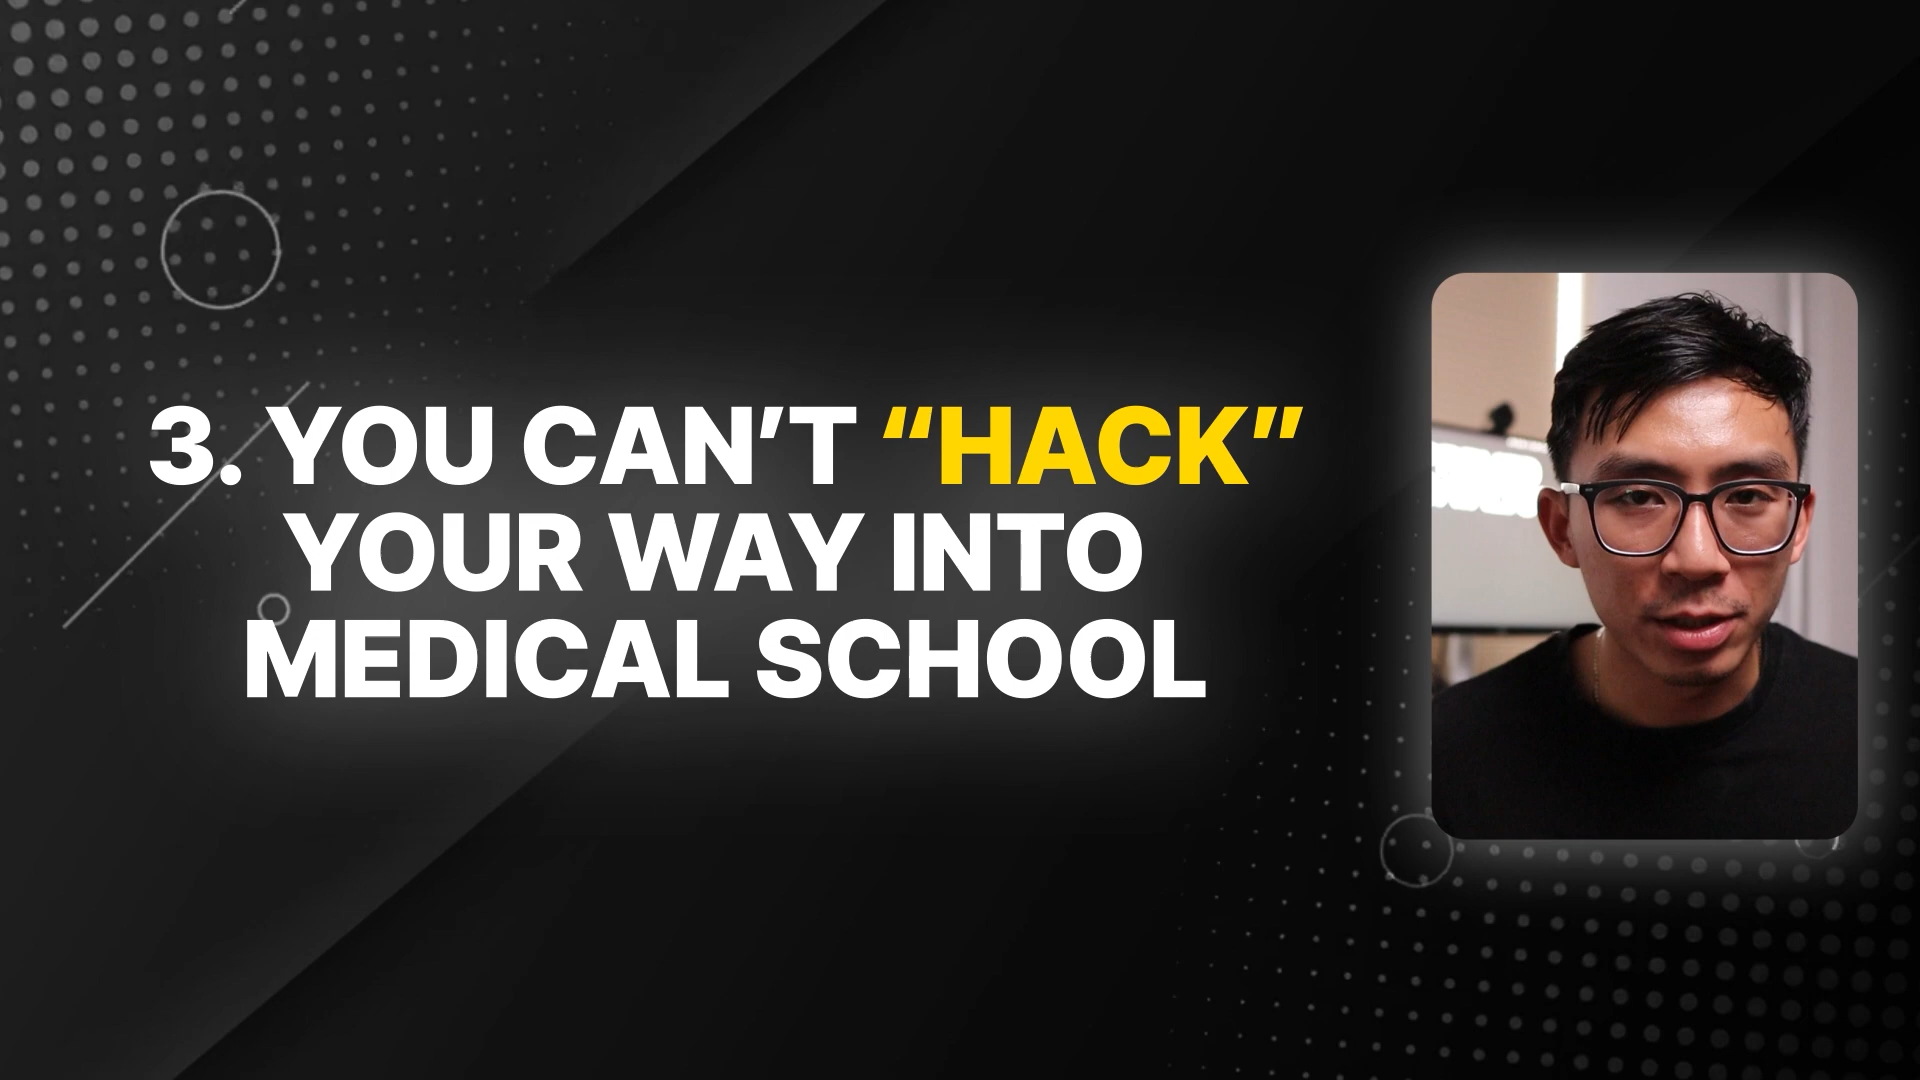 3. YOU CAN’T “HACK”
YOUR WAY INTO
MEDICAL SCHOOL